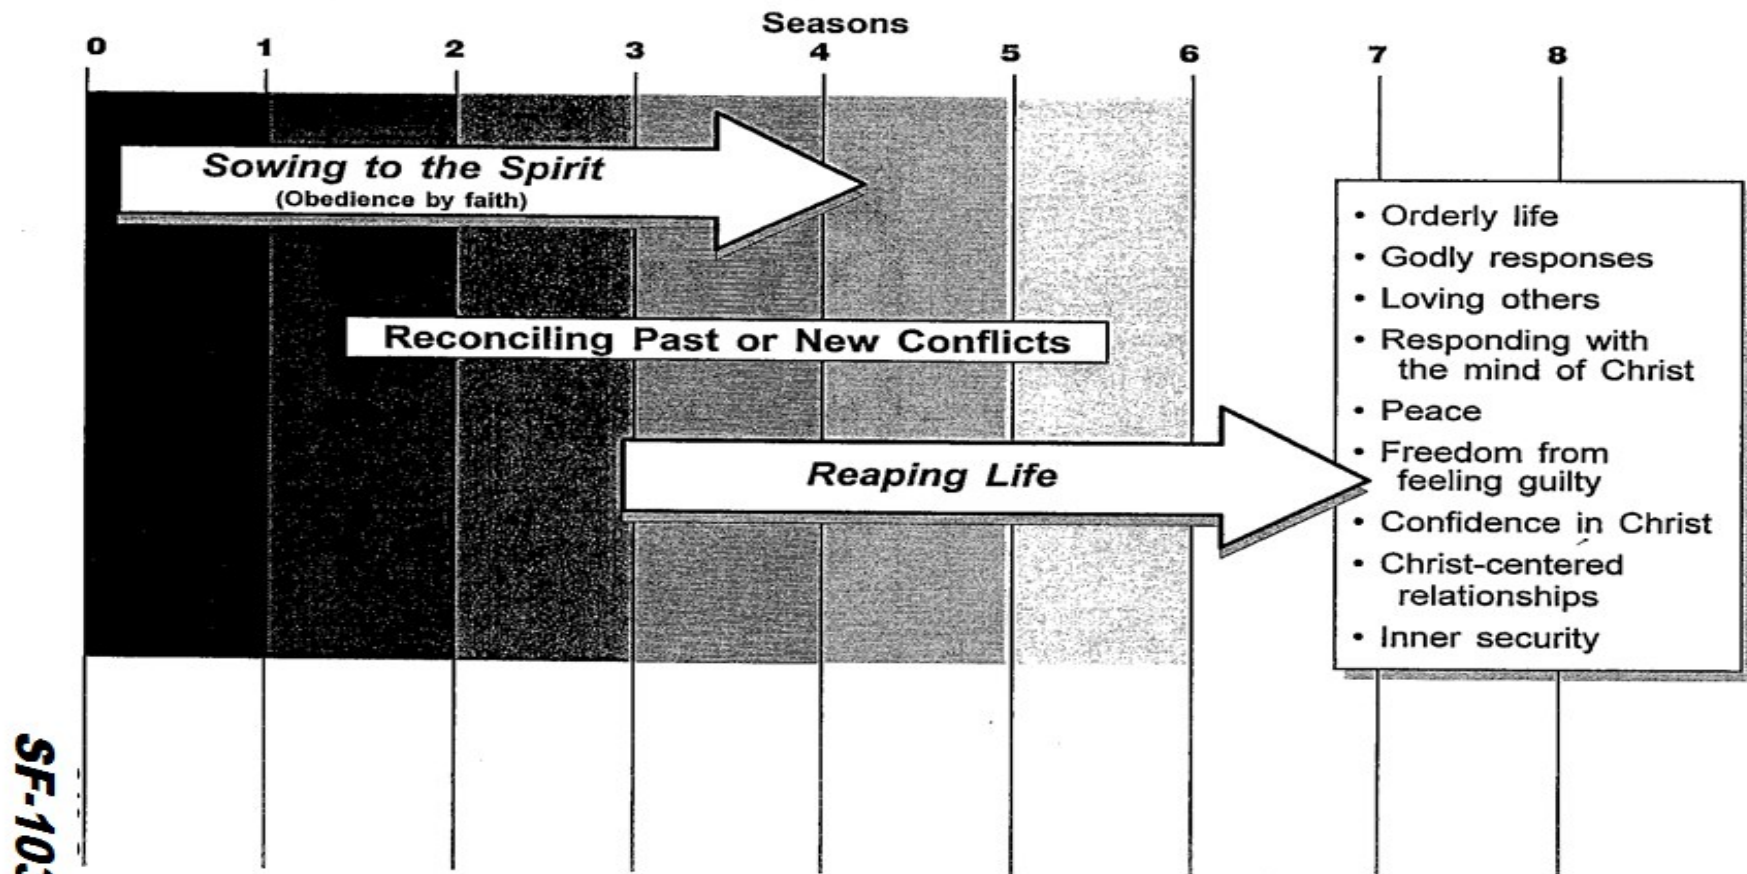 Seasons
0 1 2 3 4 5 6 7 8
Sowing to the Spirit
(Obedience by faith)
Reconciling Past or New Conflicts
Reaping Life
• Orderly life
• Godly responses
• Loving others
• Responding with
the mind of Christ
• Peace
• Freedom from
feeling guilty
• Confidence in Christ
• Christ-centered
relationships
• Inner security